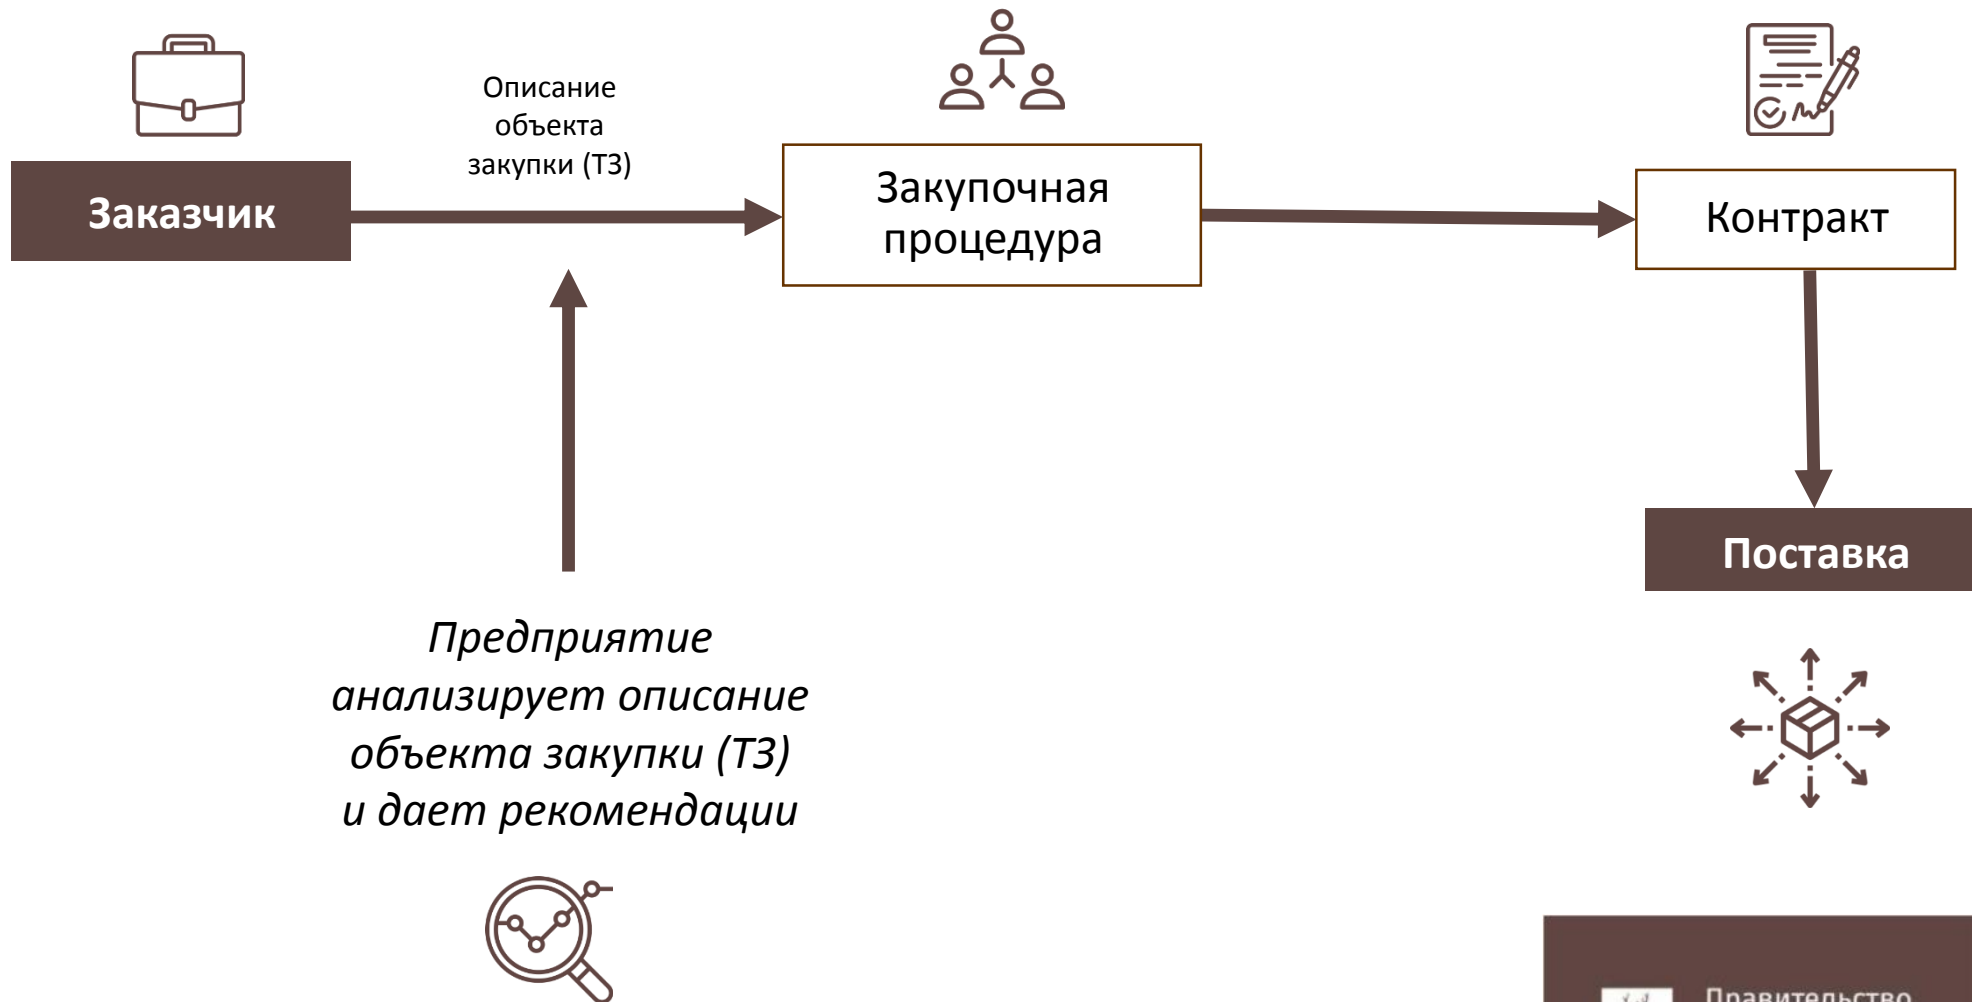 Описание
объекта
закупки (ТЗ)
Заказчик
Закупочная
процедура
Контракт
Поставка
Предприятие
анализирует описание
объекта закупки (ТЗ)
и дает рекомендации
Правительство